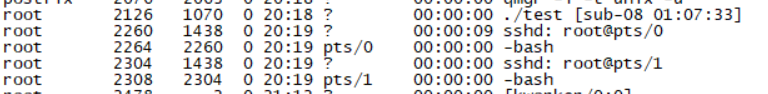 root 2126 1070 0 20:18 ? 00:00:00 ./test [sub-08 01:07:33]
root 2260 1438 0 20:19 ? 00:00:09 sshd: root@pts/0
root 2264 2260 0 20:19 pts/0 00:00:00 -bash
root 2304 1438 0 20:19 ? 00:00:00 sshd: root@pts/1
root 2308 2304 0 20:19 pts/1 00:00:00 -bash